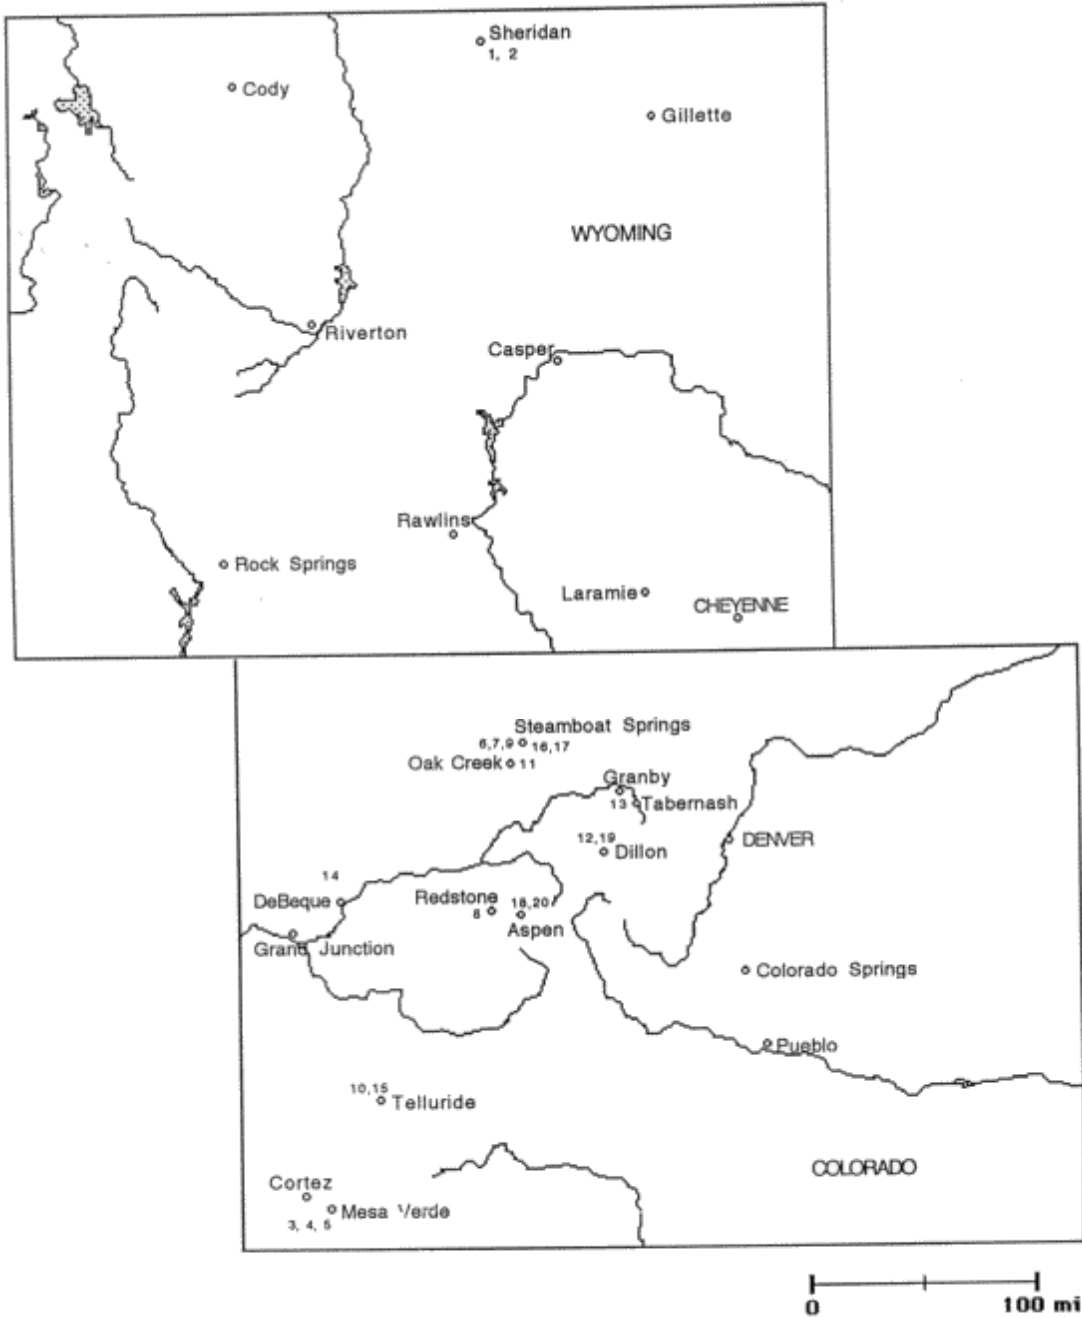 Sheridan
1, 2
Cody
Gillette
WYOMING
Riverton
Casper
Rawlins
Rock Springs
Laramie
CHEYENNE
Steamboat Springs
6,7,9 16,17
Oak Creek 11
Granby
13 Tabernash
12,19
Dillon
DENVER
14
DeBeque
Redstone
8
18,20
Aspen
Grand Junction
Colorado Springs
Pueblo
10,15
Telluride
COLORADO
Cortez
Mesa Verde
3, 4, 5
0 100 mi